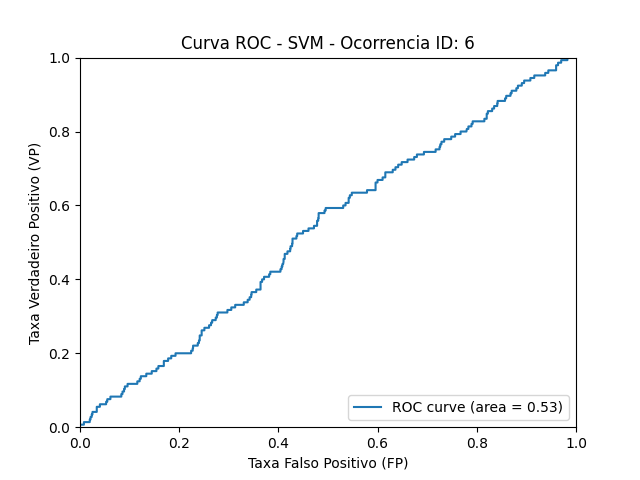 Curva ROC - SVM - Ocorrencia ID: 6
Taxa Verdadeiro Positivo (VP)
1.0
0.8
0.6
0.4
0.2
0.0
ROC curve (area = 0.53)
0.0 0.2 0.4 0.6 0.8 1.0
Taxa Falso Positivo (FP)